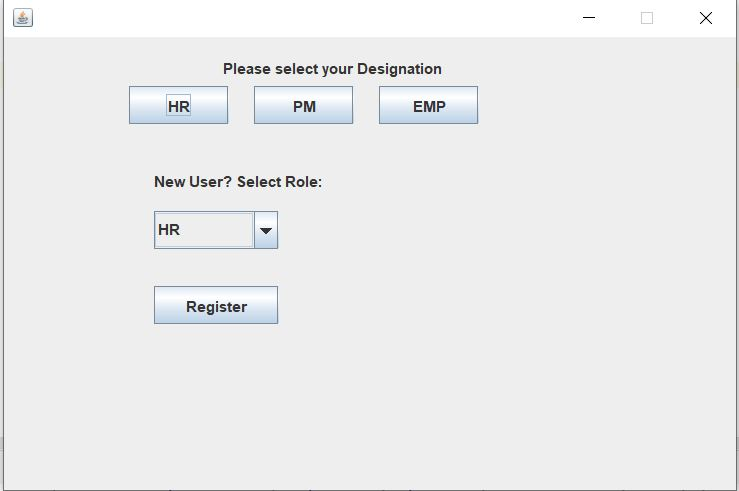 Please select your Designation
HR PM EMP
New User? Select Role:
HR
Register